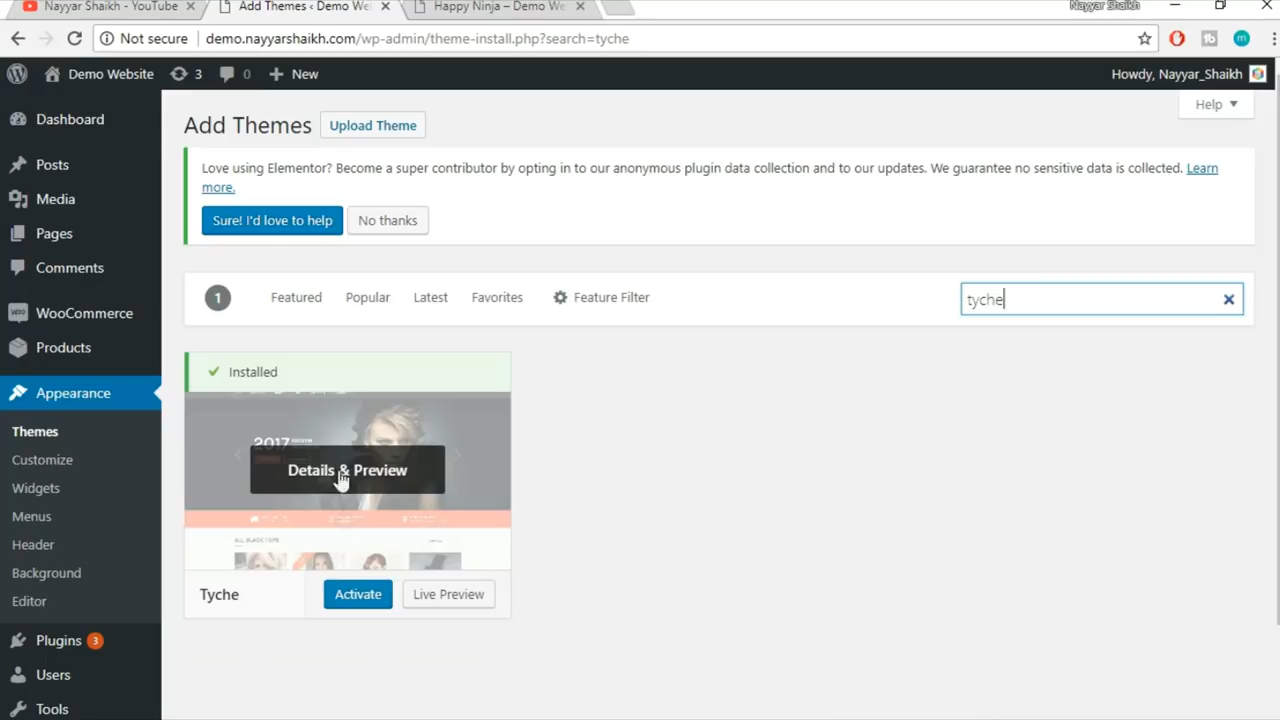 Nayyar Shaikh - YouTube
Add Themes ‹ Demo We
Happy Ninja – Demo We
Nayyar Shaikh
Not secure
demo.nayyarshaikh.com/wp-admin/theme-install.php?search=tyche
Demo Website
3
0
New
Howdy, Nayyar_Shaikh
Dashboard
Posts
Media
Pages
Comments
WooCommerce
Products
Appearance
Themes
Customize
Widgets
Menus
Header
Background
Editor
Plugins 3
Users
Tools
Help
Add Themes
Upload Theme
Love using Elementor? Become a super contributor by opting in to our anonymous plugin data collection and to our updates. We guarantee no sensitive data is collected. Learn
more.
Sure! I'd love to help
No thanks
1
Featured
Popular
Latest
Favorites
Feature Filter
tyche
Installed
2017
Details & Preview
Tyche
Activate
Live Preview